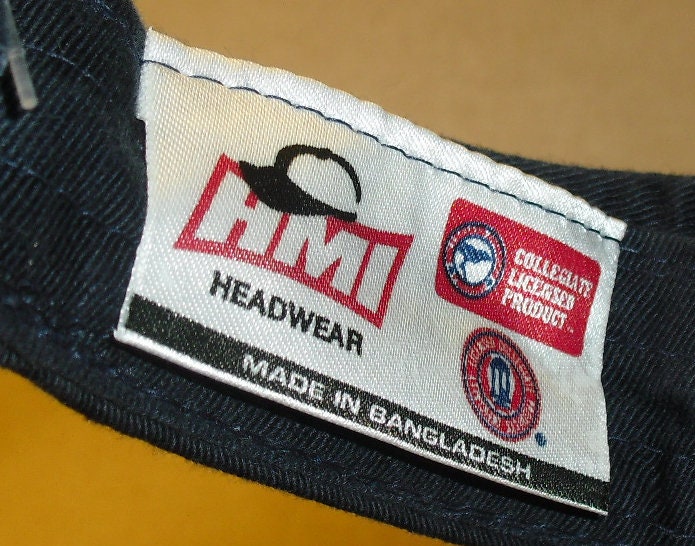 HMI
HEADWEAR
COLLEGIATE
LICENSED
PRODUCT
MADE IN BANGLADESH